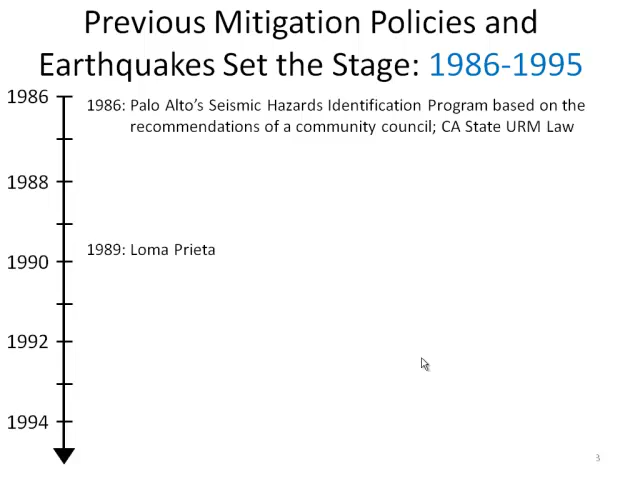 Previous Mitigation Policies and
Earthquakes Set the Stage: 1986-1995
1986
1986: Palo Alto's Seismic Hazards Identification Program based on the
recommendations of a community council; CA State URM Law
1988
1989: Loma Prieta
1990
1992
1994
3